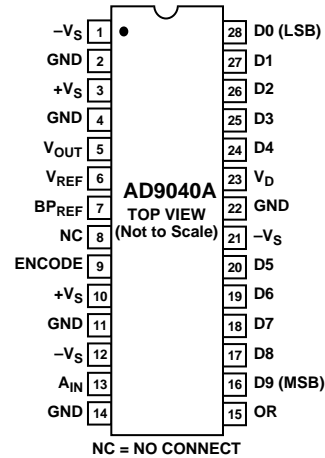 –VS 1
GND 2
+VS 3
GND 4
VOUT 5
VREF 6
BPREF 7
NC 8
ENCODE 9
+VS 10
GND 11
–VS 12
AIN 13
GND 14
AD9040A
TOP VIEW
(Not to Scale)
28 D0 (LSB)
27 D1
26 D2
25 D3
24 D4
23 VD
22 GND
21 –VS
20 D5
19 D6
18 D7
17 D8
16 D9 (MSB)
15 OR
NC = NO CONNECT